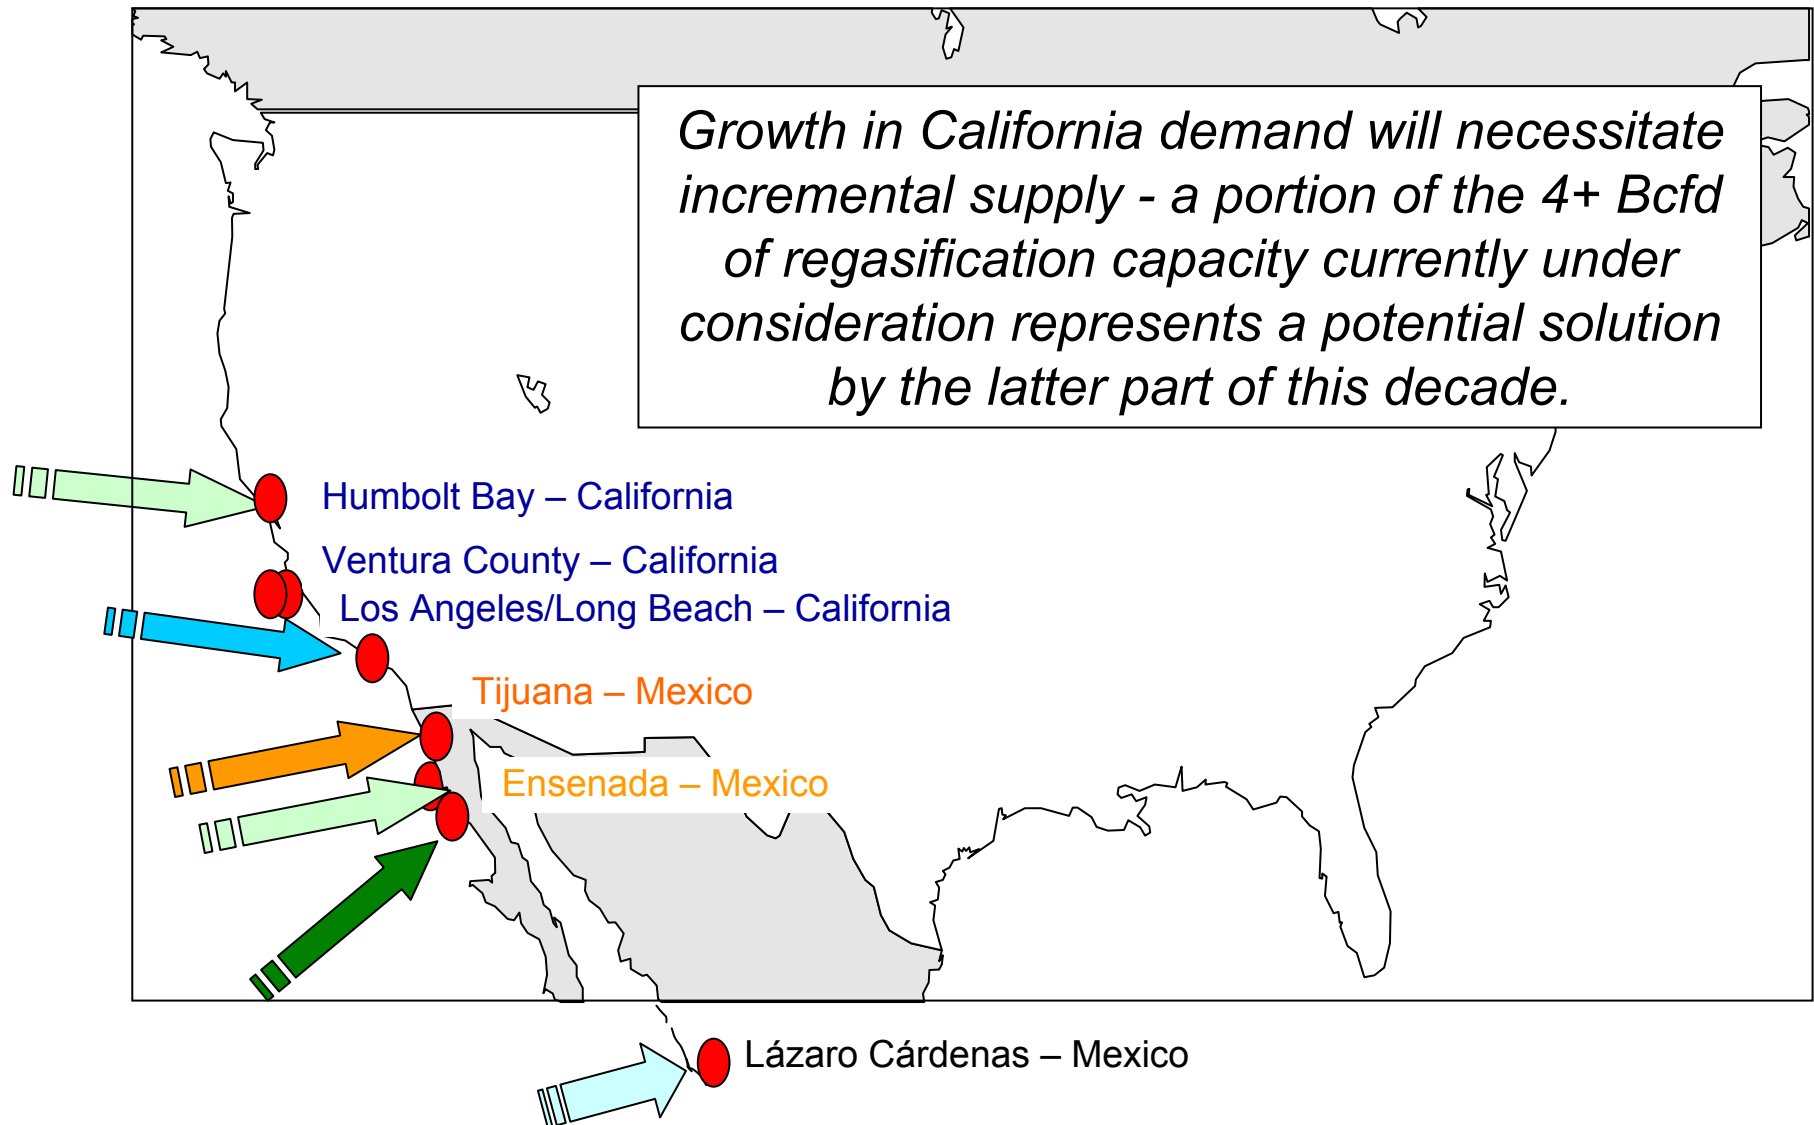 Growth in California demand will necessitate
incremental supply - a portion of the 4+ Bcfd
of regasification capacity currently under
consideration represents a potential solution
by the latter part of this decade.
Humbolt Bay – California
Ventura County – California
Los Angeles/Long Beach – California
Tijuana – Mexico
Ensenada – Mexico
Lázaro Cárdenas – Mexico